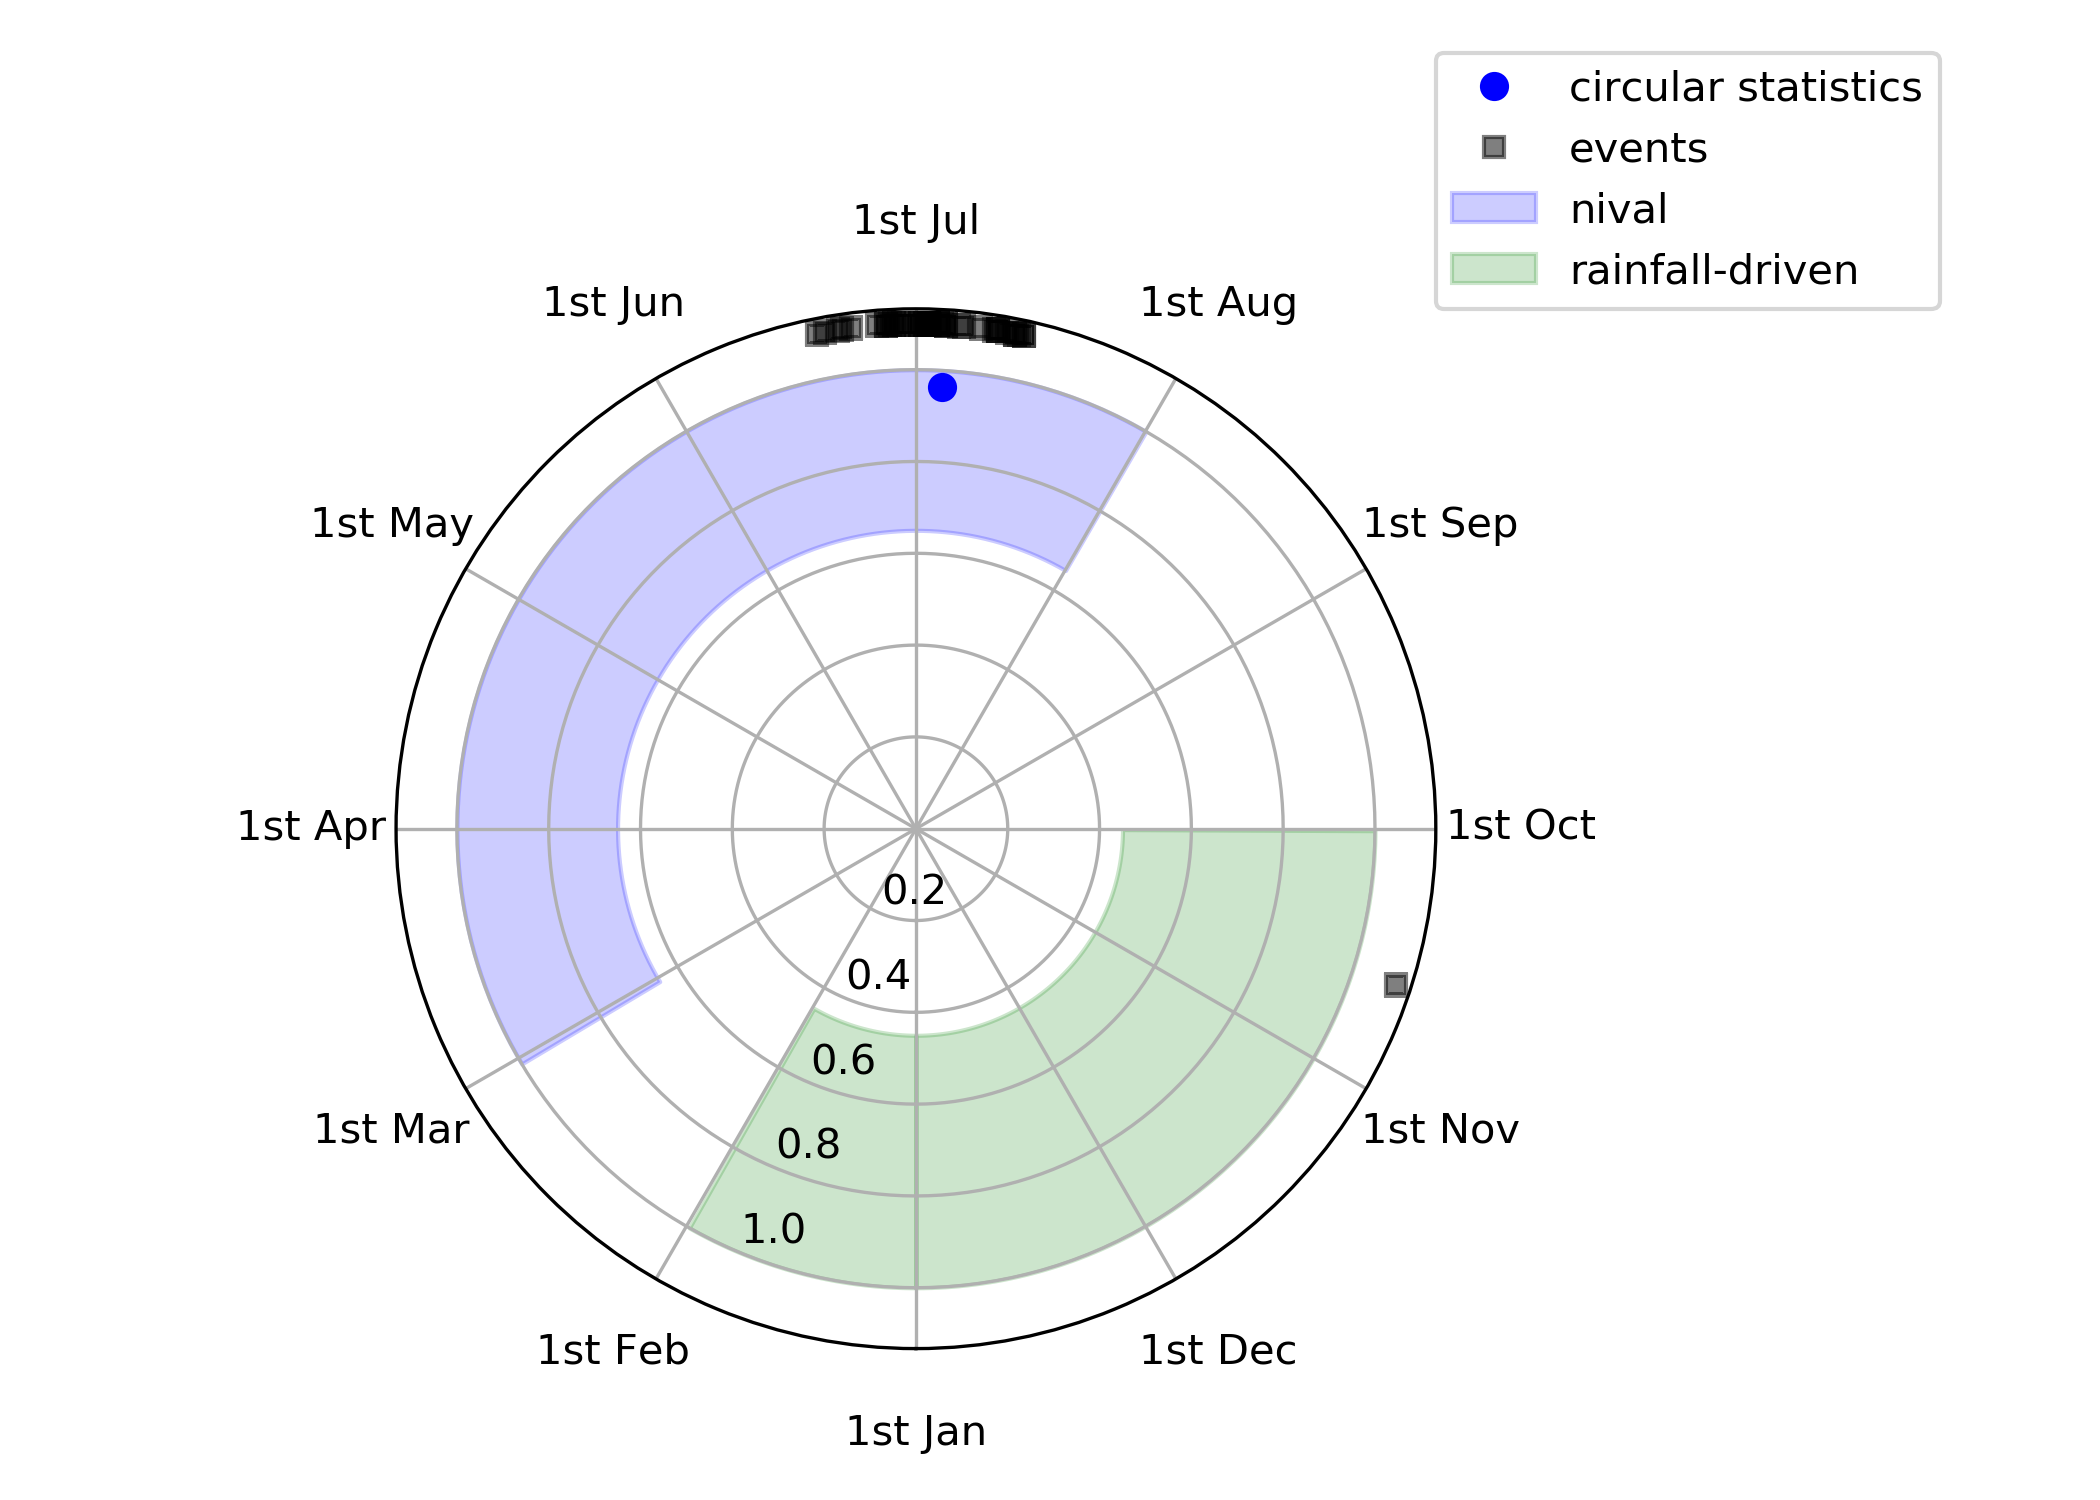 circular statistics
events
nival
rainfall-driven
1st Jul
1st Jun
1st Aug
1st May
1st Sep
1st Apr
1st Oct
0.2
0.4
0.6
0.8
1.0
1st Mar
1st Nov
1st Feb
1st Dec
1st Jan